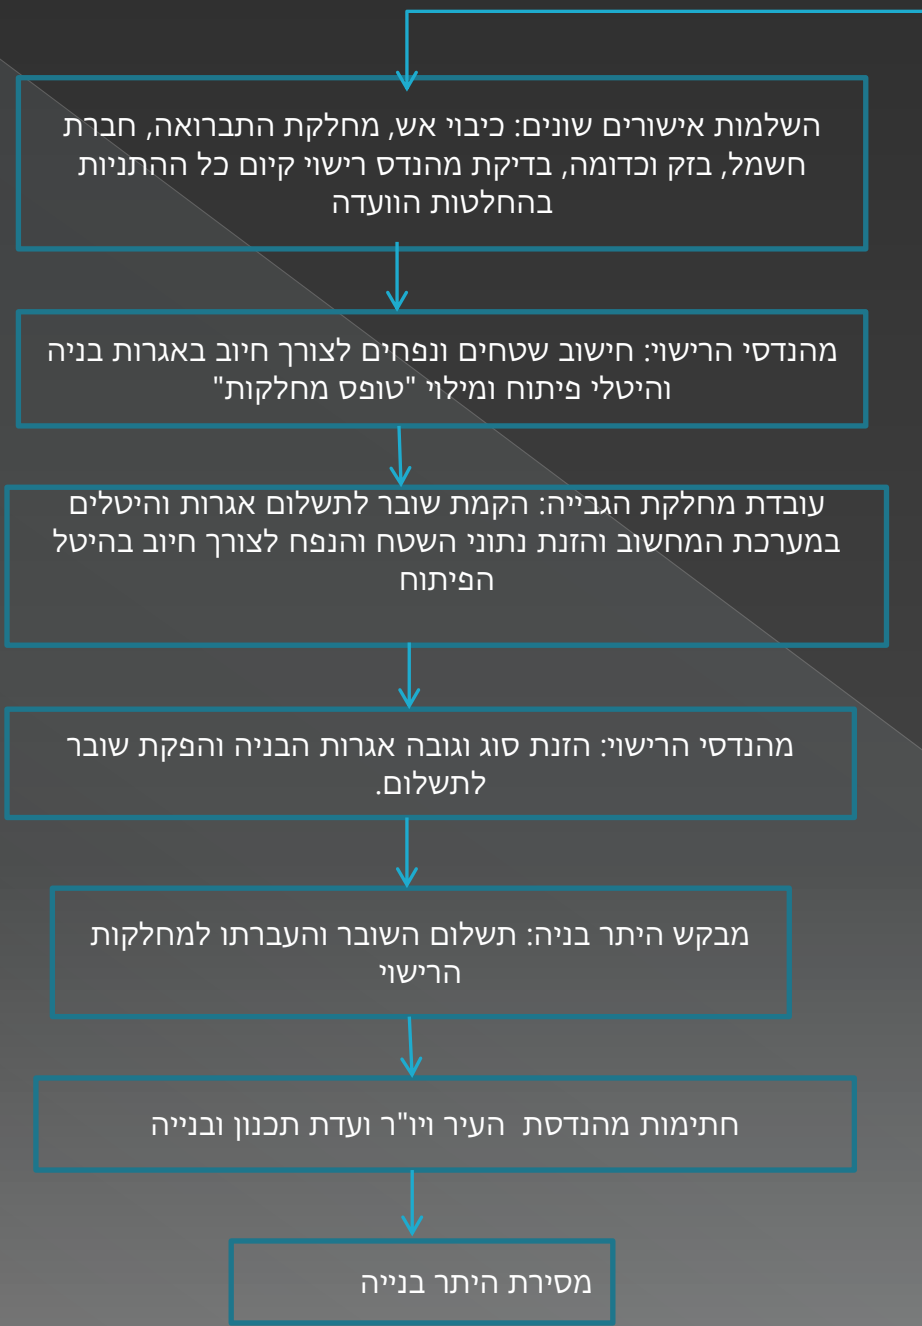 השלמות אישורים שונים: כיבוי אש, מחלקת התברואה, חברת
חשמל, בזק וכדומה, בדיקת מהנדס רישוי קיום כל ההתניות
בהחלטות הוועדה
מהנדסי הרישוי: חישוב שטחים ונפחים לצורך חיוב באגרות בניה
והיטלי פיתוח ומילוי "טופס מחלקות"
עובדת מחלקת הגבייה: הקמת שובר לתשלום אגרות והיטלים
במערכת המחשוב והזנת נתוני השטח והנפח לצורך חיוב בהיטל
הפיתוח
מהנדסי הרישוי: הזנת סוג וגובה אגרות הבניה והפקת שובר
לתשלום.
מבקש היתר בניה: תשלום השובר והעברתו למחלקות
הרישוי
חתימות מהנדסת העיר ויו"ר ועדת תכנון ובנייה
מסירת היתר בנייה